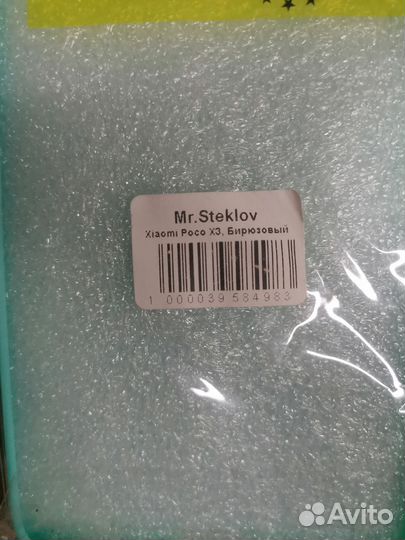 Mr.Steklov
Xiaomi Poco X3, Бирюзовый
1 000039 584983
Avito